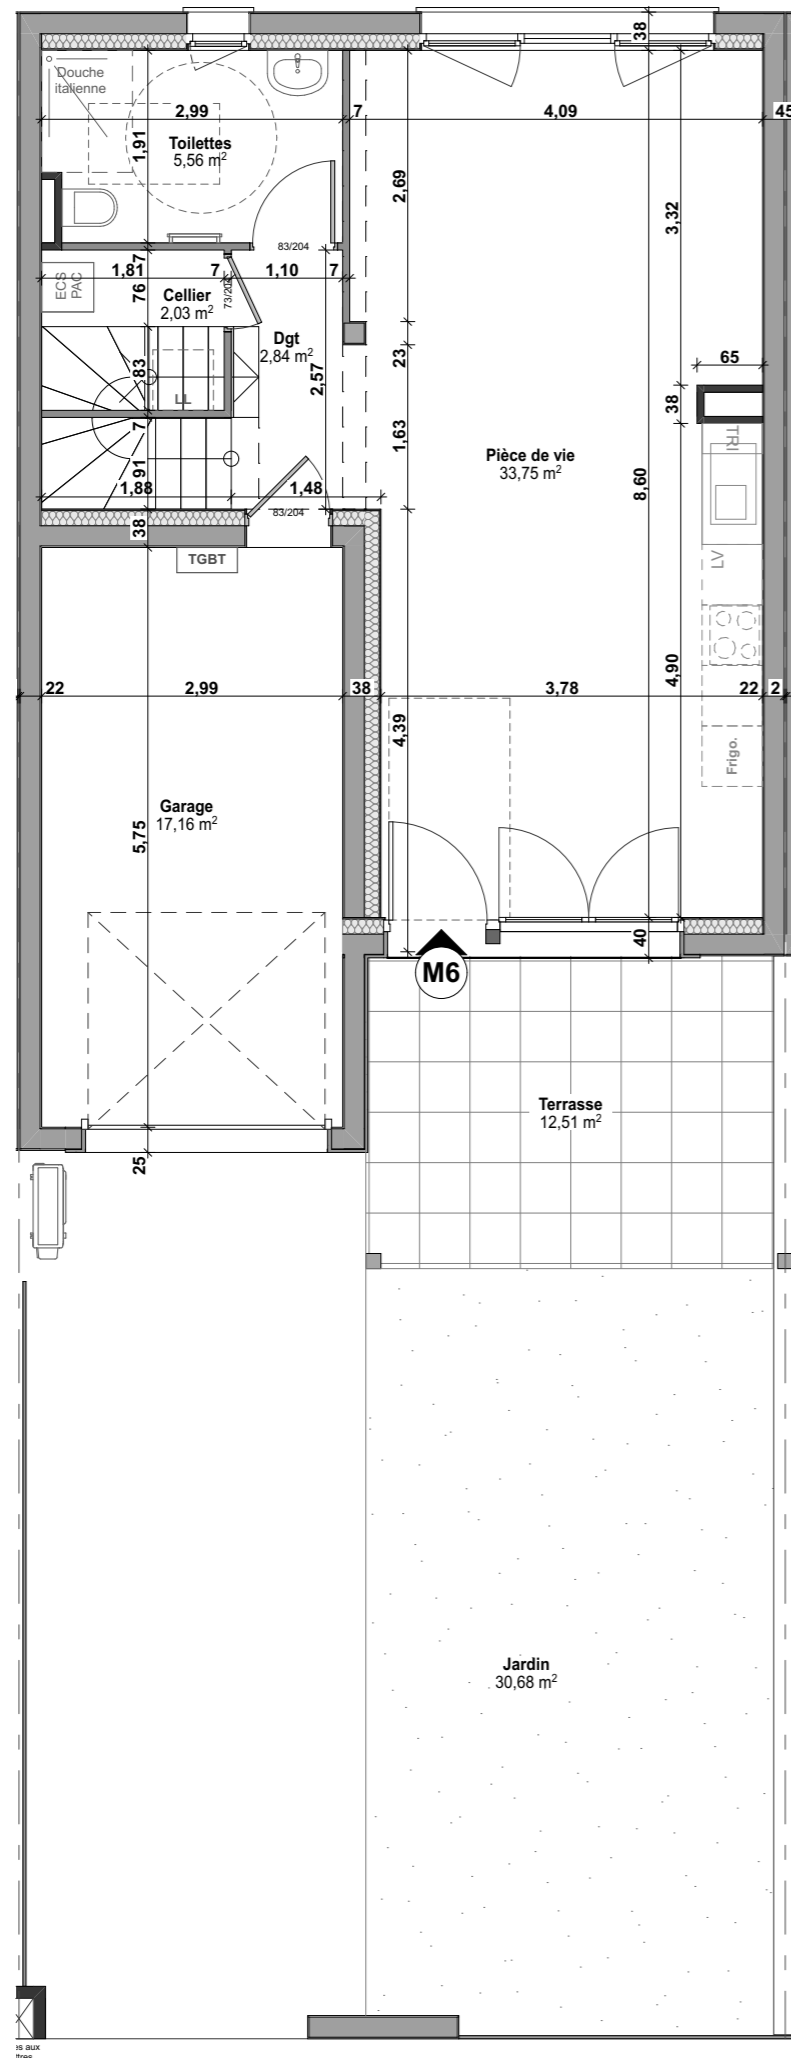 38
Douche
italienne
2,99
7
4,09
45
1,91
Toilettes
5,56 m²
2,69
3,32
83/204
7
1,81
7
1,10
7
ECS
PAC
76
Cellier
2,03 m²
73/204
Dgt
2,84 m²
83
LL
2,57
23
65
38
7
1,63
Pièce de vie
33,75 m²
8,60
TRI
91
1,88
1,48
83/204
38
TGBT
LV
22
2,99
38
3,78
22
2
4,90
4,39
Frigo.
Garage
17,16 m²
5,75
40
M6
Terrasse
12,51 m²
25
Jardin
30,68 m²
es aux